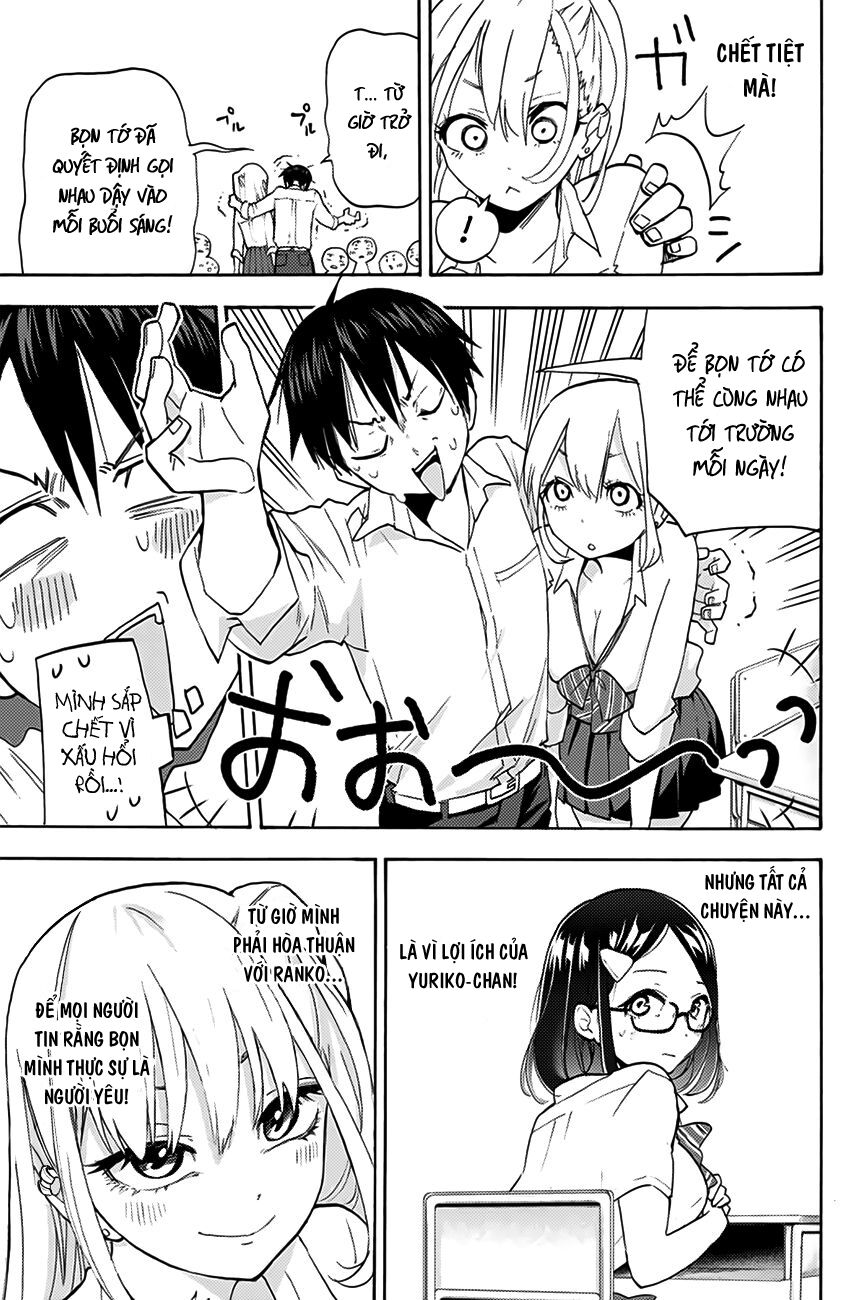 CHẾT TIỆT
MÀ!
ガ
!
T... TỪ
GIỜ TRỞ
ĐI,
プル
プル
BỌN TỚ ĐÃ
QUYẾT ĐỊNH GỌI
NHAU DẬY VÀO
MỖI BUỔI SÁNG!
ĐỂ BỌN TỚ CÓ
THỂ CÙNG NHAU
TỚI TRƯỜNG
MỖI NGÀY!
おお〜〜っっ
MÌNH SẮP
CHẾT VÌ
XẤU HỔI
RỒI...!
NHƯNG TẤT CẢ
CHUYỆN NÀY...
LÀ VÌ LỢI ÍCH CỦA
YURIKO-CHAN!
TỪ GIỜ MÌNH
PHẢI HÒA THUẬN
VỚI RANKO...
ĐỂ MỌI NGƯỜI
TIN RẰNG BỌN
MÌNH THỰC SỰ LÀ
NGƯỜI YÊU!